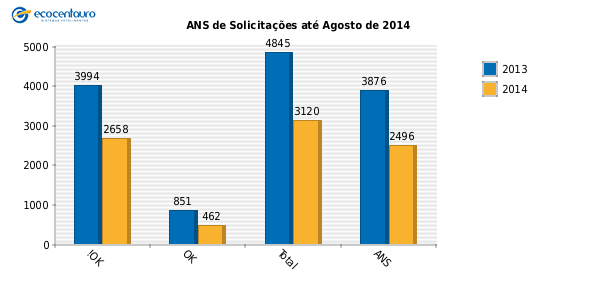 ecocentauro
ANS de Solicitações até Agosto de 2014
5000
4000
3000
2000
1000
0
3994
2658
851
462
4845
3120
3876
2496
!OK
OK
Total
ANS
2013
2014